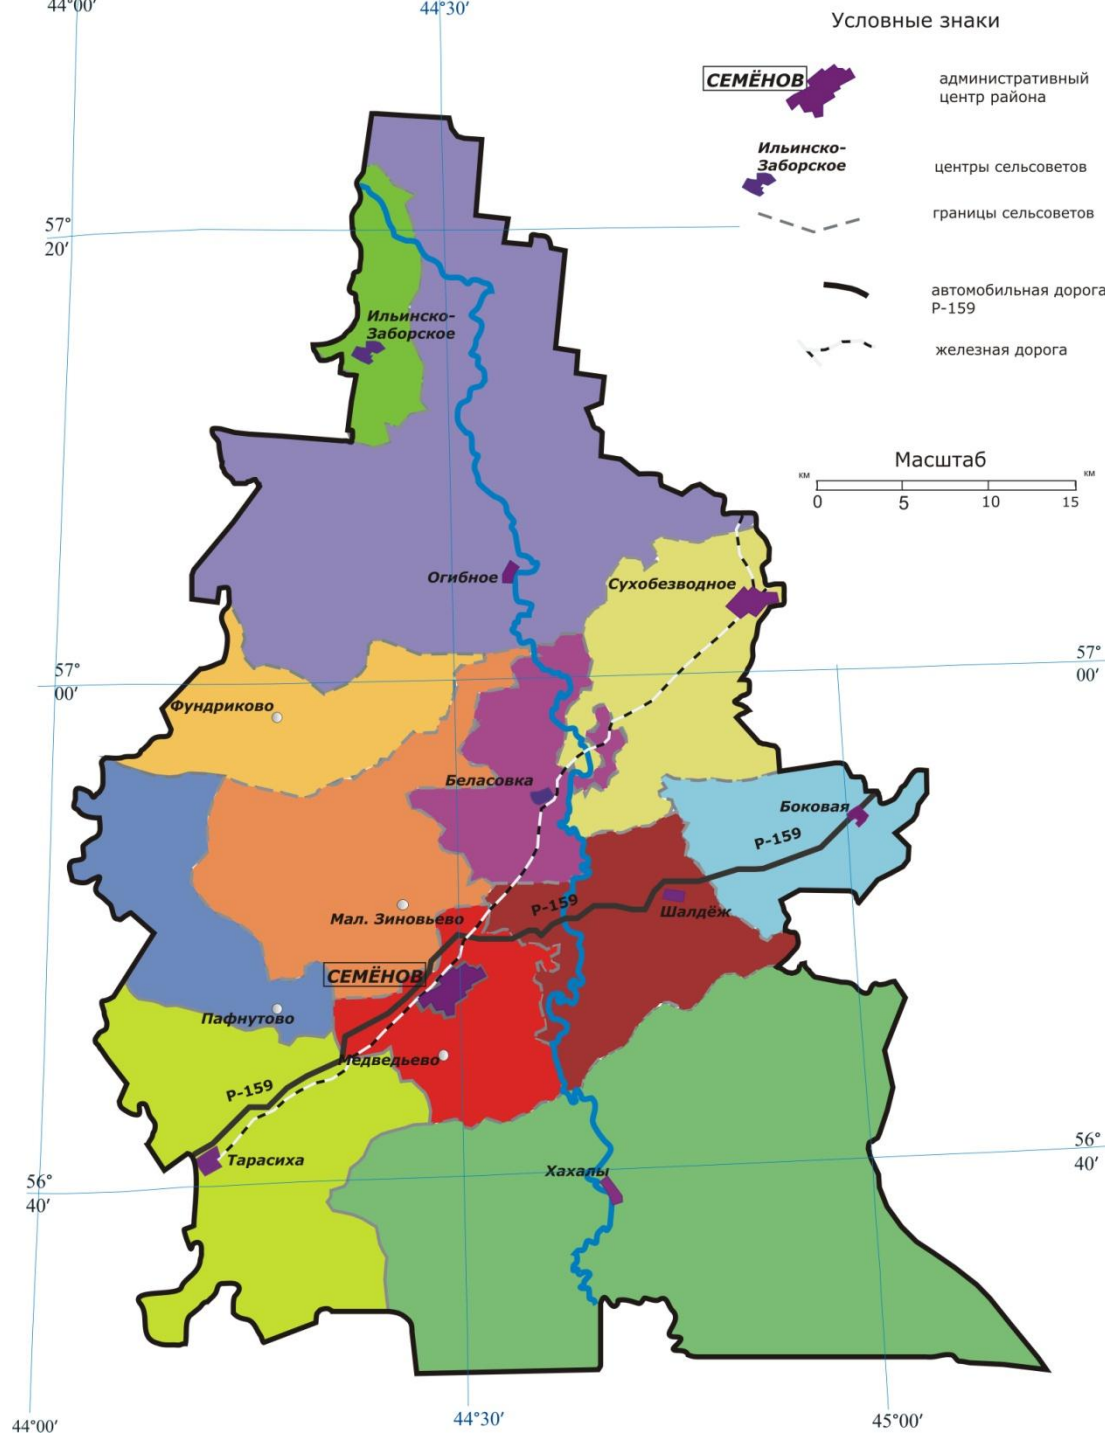 44°00′
44°30′
Условные знаки
СЕМЁНОВ
административный
центр района
Ильинско-
Заборское
центры сельсоветов
границы сельсоветов
автомобильная дорога
Р-159
железная дорога
Масштаб
км
км
0
5
10
15
57°
20′
Ильинско-
Заборское
Огибное
Сухобезводное
57°
00′
57°
00′
Фундриково
Беласовка
Боковая
Р-159
Р-159
Шалдёж
Мал. Зиновьево
СЕМЁНОВ
Пафнутово
Медведьево
Р-159
Тарасиха
Хахалы
56°
40′
56°
40′
44°00′
44°30′
45°00′